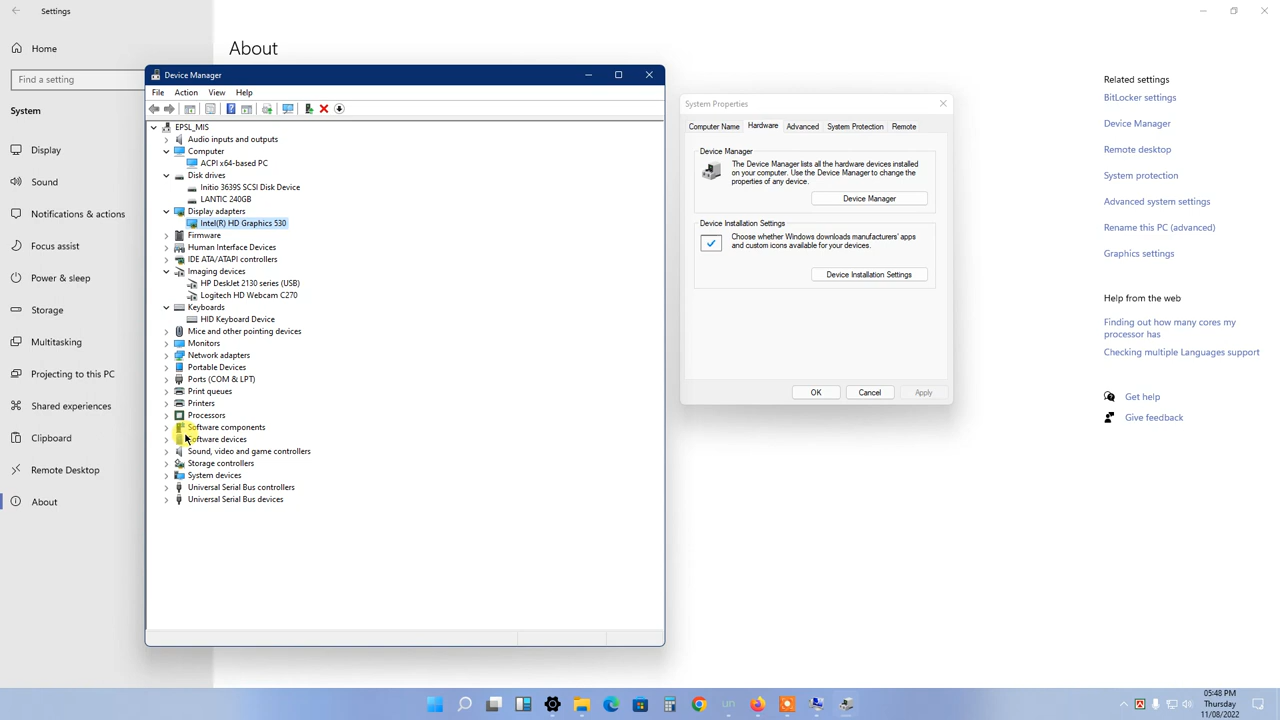 Settings
Home
Find a setting
System
Display
Sound
Notifications & actions
Focus assist
Power & sleep
Storage
Multitasking
Projecting to this PC
Shared experiences
Clipboard
Remote Desktop
About
About
Device Manager
File Action View Help
EPSL_MIS
Audio inputs and outputs
Computer
ACPI x64-based PC
Disk drives
Initio 3639S SCSI Disk Device
LANTIC 240GB
Display adapters
Intel(R) HD Graphics 530
Firmware
Human Interface Devices
IDE ATA/ATAPI controllers
Imaging devices
HP DeskJet 2130 series (USB)
Logitech HD Webcam C270
Keyboards
HID Keyboard Device
Mice and other pointing devices
Monitors
Network adapters
Portable Devices
Ports (COM & LPT)
Print queues
Printers
Processors
Software components
Software devices
Sound, video and game controllers
Storage controllers
System devices
Universal Serial Bus controllers
Universal Serial Bus devices
System Properties
Computer Name Hardware Advanced System Protection Remote
Device Manager
The Device Manager lists all the hardware devices installed
on your computer. Use the Device Manager to change the
properties of any device.
Device Manager
Device Installation Settings
Choose whether Windows downloads manufacturers' apps
and custom icons available for your devices.
Device Installation Settings
OK Cancel Apply
Related settings
BitLocker settings
Device Manager
Remote desktop
System protection
Advanced system settings
Rename this PC (advanced)
Graphics settings
Help from the web
Finding out how many cores my
processor has
Checking multiple Languages support
Get help
Give feedback
un
05:48 PM
Thursday
11/08/2022